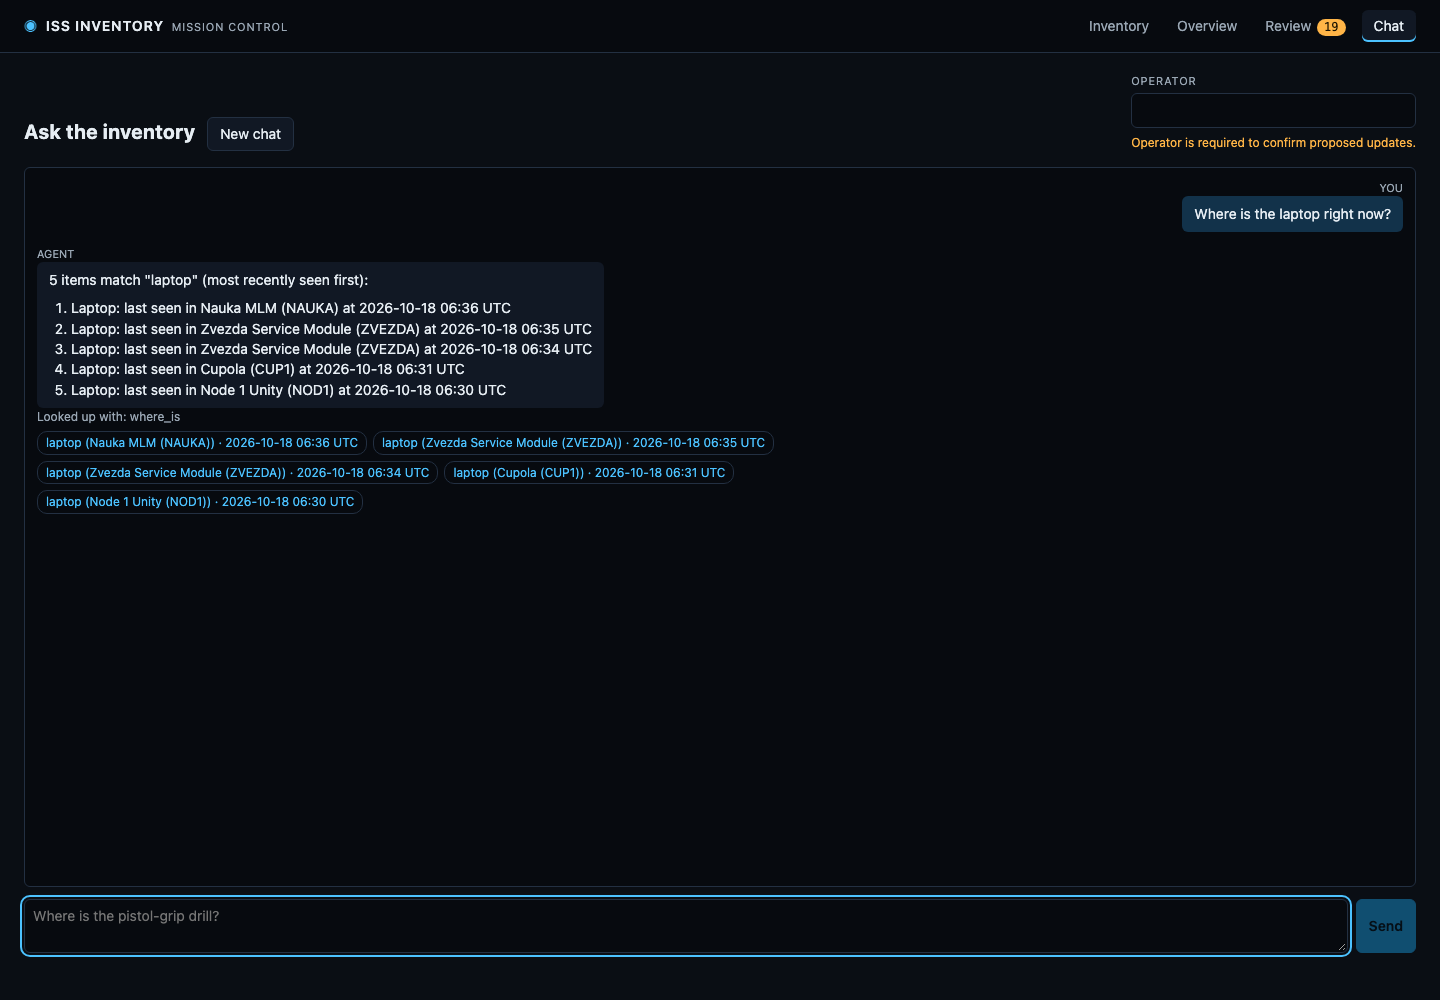 ISS INVENTORY MISSION CONTROL
Inventory
Overview
Review 19
Chat
OPERATOR
Ask the inventory
New chat
Operator is required to confirm proposed updates.
YOU
Where is the laptop right now?
AGENT
5 items match "laptop" (most recently seen first):
1. Laptop: last seen in Nauka MLM (NAUKA) at 2026-10-18 06:36 UTC
2. Laptop: last seen in Zvezda Service Module (ZVEZDA) at 2026-10-18 06:35 UTC
3. Laptop: last seen in Zvezda Service Module (ZVEZDA) at 2026-10-18 06:34 UTC
4. Laptop: last seen in Cupola (CUP1) at 2026-10-18 06:31 UTC
5. Laptop: last seen in Node 1 Unity (NOD1) at 2026-10-18 06:30 UTC
Looked up with: where_is
laptop (Nauka MLM (NAUKA)) · 2026-10-18 06:36 UTC
laptop (Zvezda Service Module (ZVEZDA)) · 2026-10-18 06:35 UTC
laptop (Zvezda Service Module (ZVEZDA)) · 2026-10-18 06:34 UTC
laptop (Cupola (CUP1)) · 2026-10-18 06:31 UTC
laptop (Node 1 Unity (NOD1)) · 2026-10-18 06:30 UTC
Where is the pistol-grip drill?
Send